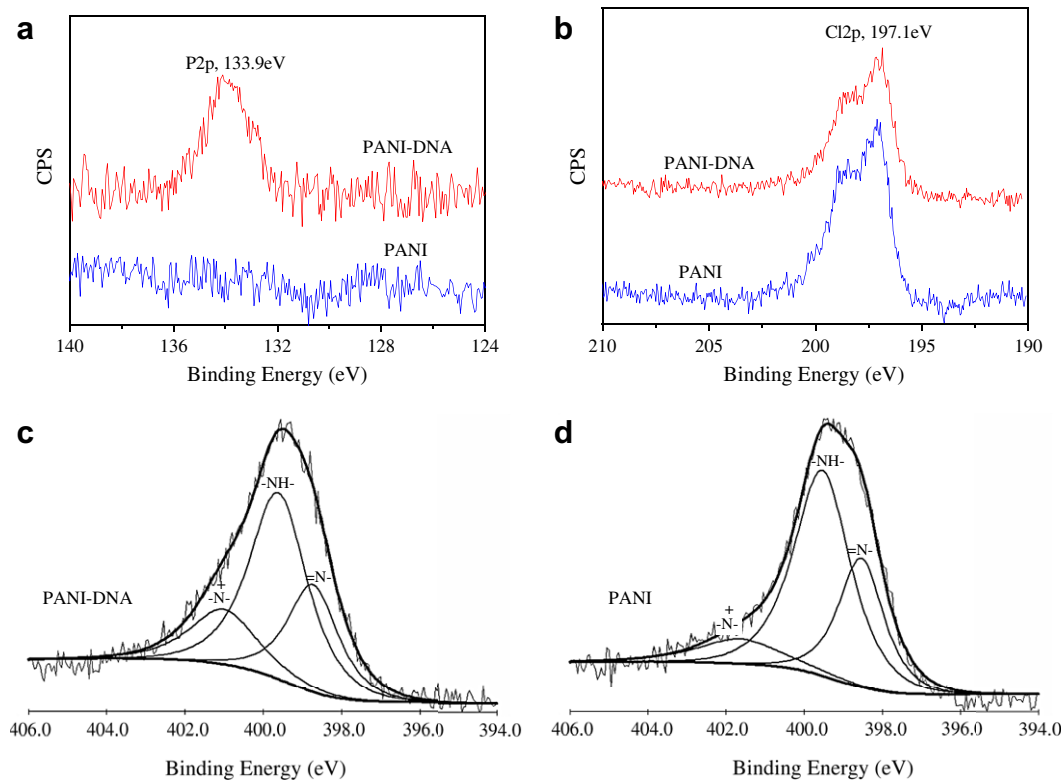 a
P2p, 133.9eV
PANI-DNA
PANI
CPS
140 136 132 128 124
Binding Energy (eV)
b
Cl2p, 197.1eV
PANI-DNA
PANI
CPS
210 205 200 195 190
Binding Energy (eV)
c
-NH-
=N-
+
-N-
PANI-DNA
406.0 404.0 402.0 400.0 398.0 396.0 394.0
Binding Energy (eV)
d
-NH-
=N-
+
-N-
PANI
406.0 404.0 402.0 400.0 398.0 396.0 394.0
Binding Energy (eV)